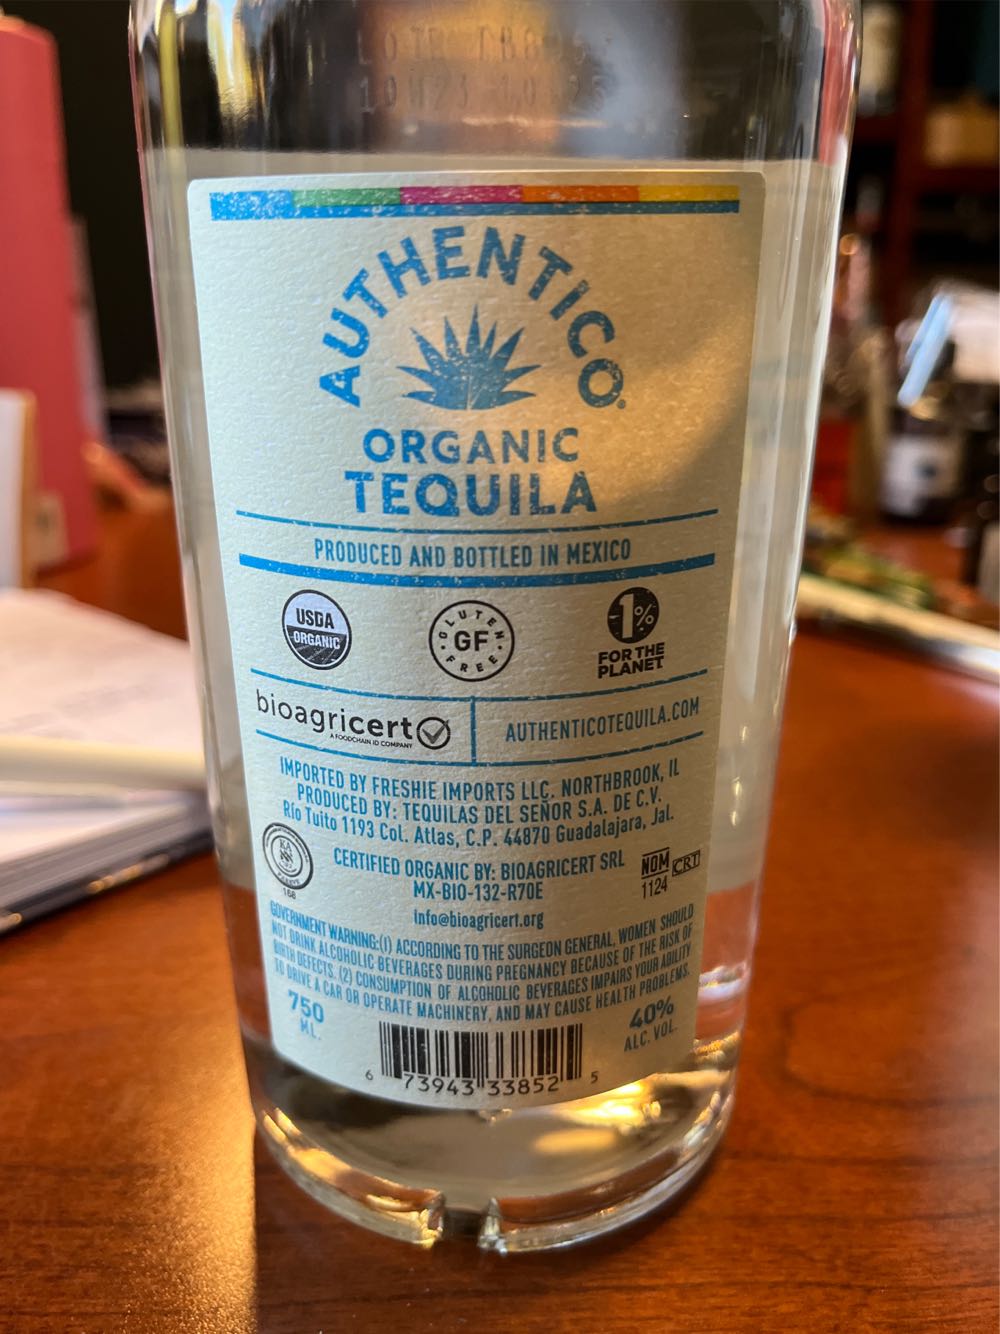 AUTHENTICO
ORGANIC
TEQUILA
PRODUCED AND BOTTLED IN MEXICO
USDA
ORGANIC
GLUTEN
GF
FREE
1%
FOR THE
PLANET
bioagricert
A FOODCHAIN ID COMPANY
AUTHENTICOTEQUILA.COM
IMPORTED BY FRESHIE IMPORTS LLC. NORTHBROOK, IL
PRODUCED BY: TEQUILAS DEL SEÑOR S.A. DE C.V.
Río Tuito 1193 Col. Atlas, C.P. 44870 Guadalajara, Jal.
KA
168
CERTIFIED ORGANIC BY: BIOAGRICERT SRL
MX-BIO-132-R70E
info@bioagricert.org
NOM CRT
1124
GOVERNMENT WARNING:(1) ACCORDING TO THE SURGEON GENERAL, WOMEN SHOULD
NOT DRINK ALCOHOLIC BEVERAGES DURING PREGNANCY BECAUSE OF THE RISK OF
BIRTH DEFECTS. (2) CONSUMPTION OF ALCOHOLIC BEVERAGES IMPAIRS YOUR ABILITY
TO DRIVE A CAR OR OPERATE MACHINERY, AND MAY CAUSE HEALTH PROBLEMS.
750
ML.
40%
ALC. VOL.
6 73943 33852 5